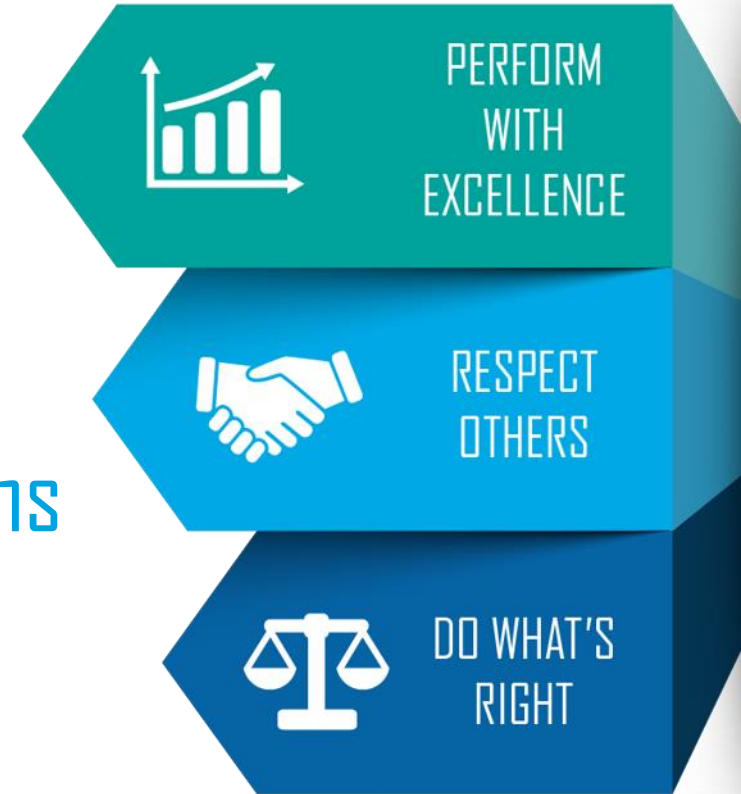 PERFORM
WITH
EXCELLENCE
RESPECT
OTHERS
DO WHAT'S
RIGHT